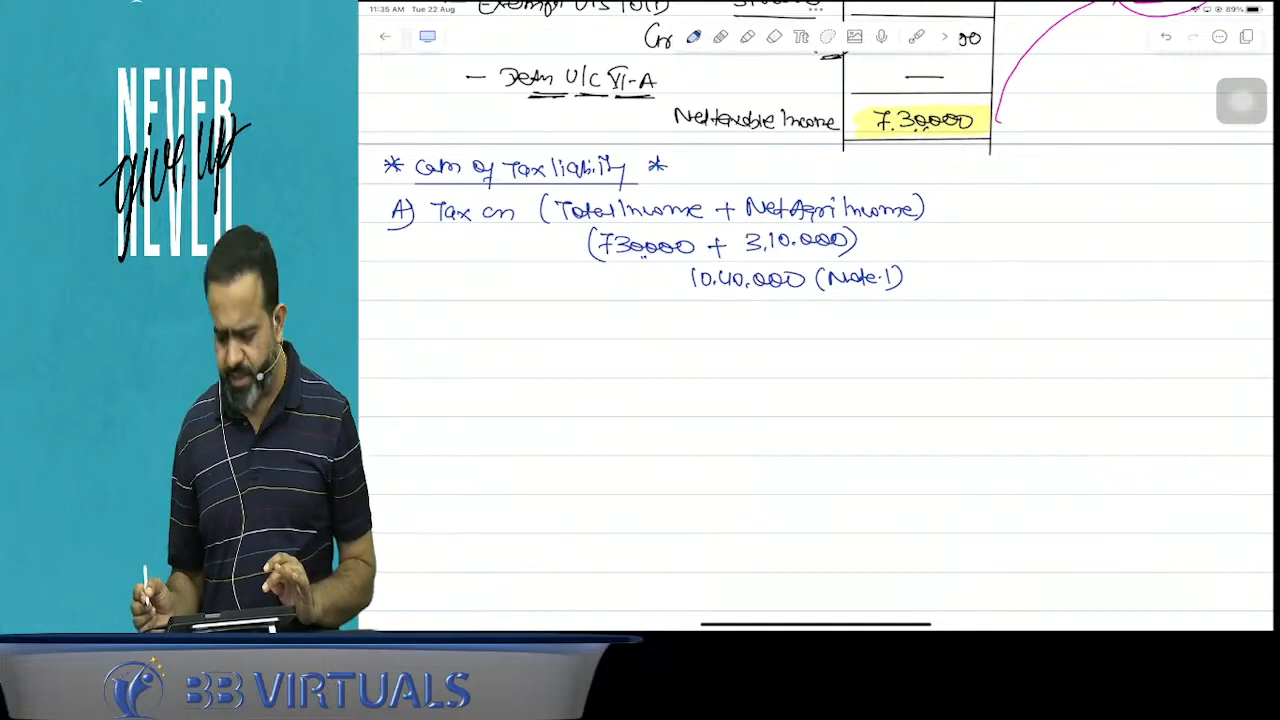 11:35 AM Tue 22 Aug
89%
NEVER
give up
NEVER
- Dedn U/C VI-A
Net taxable Income 7,30,000
* Com of Tax liability *
A) Tax on (Total Income + Net Agri Income)
(730000 + 3,10,000)
10,40,000 (Note-1)
BB VIRTUALS